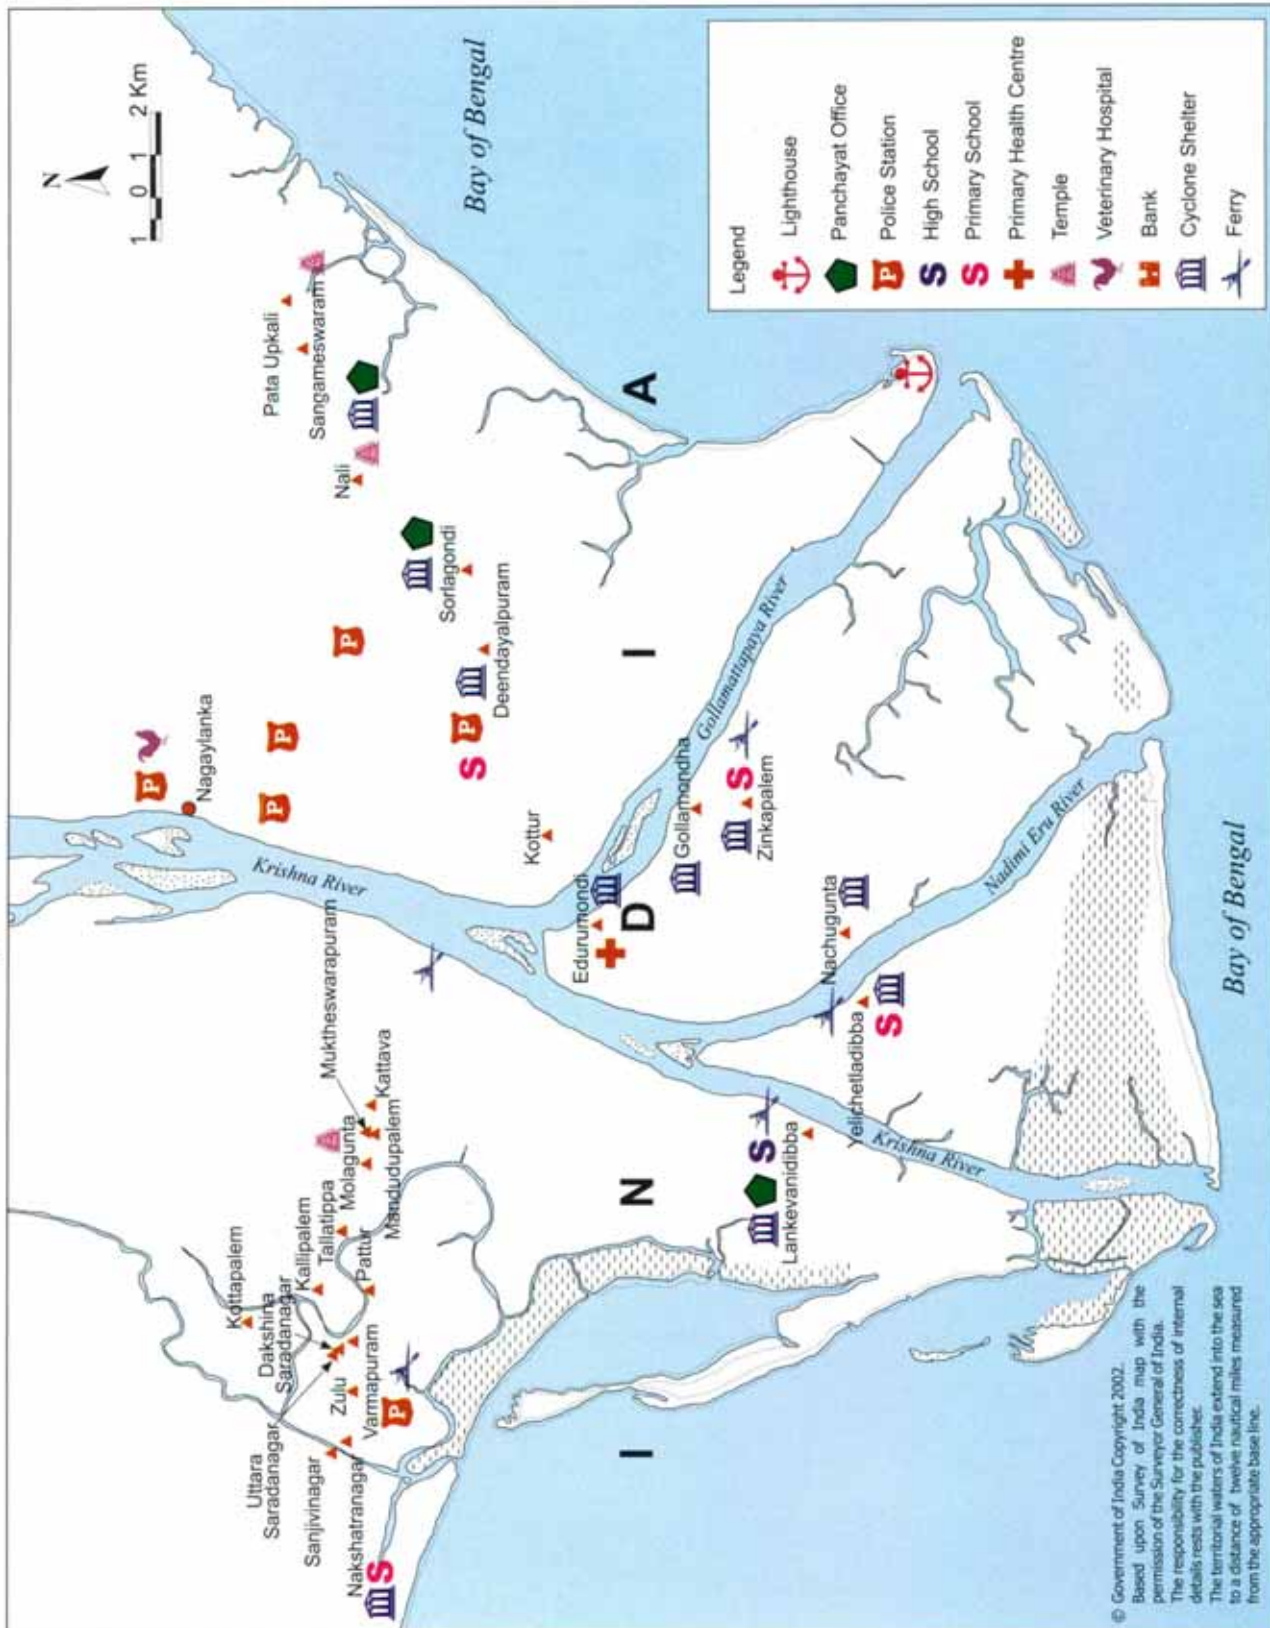 N
1 0 1 2 Km
Bay of Bengal
Pata Upkali
Sangameswaram
Nali
Sorlagondi
Deendayalpuram
P
P
P
P
P
S
Nagaylanka
Krishna River
Kottur
Muktheswarapuram
Kattava
Mandudupalem
Molagunta
Tallatippa
Pattur
Kallipalem
Kottapalem
Dakshina
Saradanagar
Uttara
Saradanagar
Zulu
Varmapuram
P
Sanjivinagar
Nakshatranagar
S
Edurumondi
Gollamattapaya River
Gollamondha
Zinkapalem
S
Nachugunta
Nadimi Eru River
Yelichetladibba
S
Krishna River
Lankevanidibba
S
I N D I A
Bay of Bengal
Legend
Lighthouse
Panchayat Office
P Police Station
S High School
S Primary School
Primary Health Centre
Temple
Veterinary Hospital
Bank
Cyclone Shelter
Ferry
© Government of India Copyright 2002.
Based upon Survey of India map with the
permission of the Surveyor General of India.
The responsibility for the correctness of internal
details rests with the publisher.
The territorial waters of India extend into the sea
to a distance of twelve nautical miles measured
from the appropriate base line.